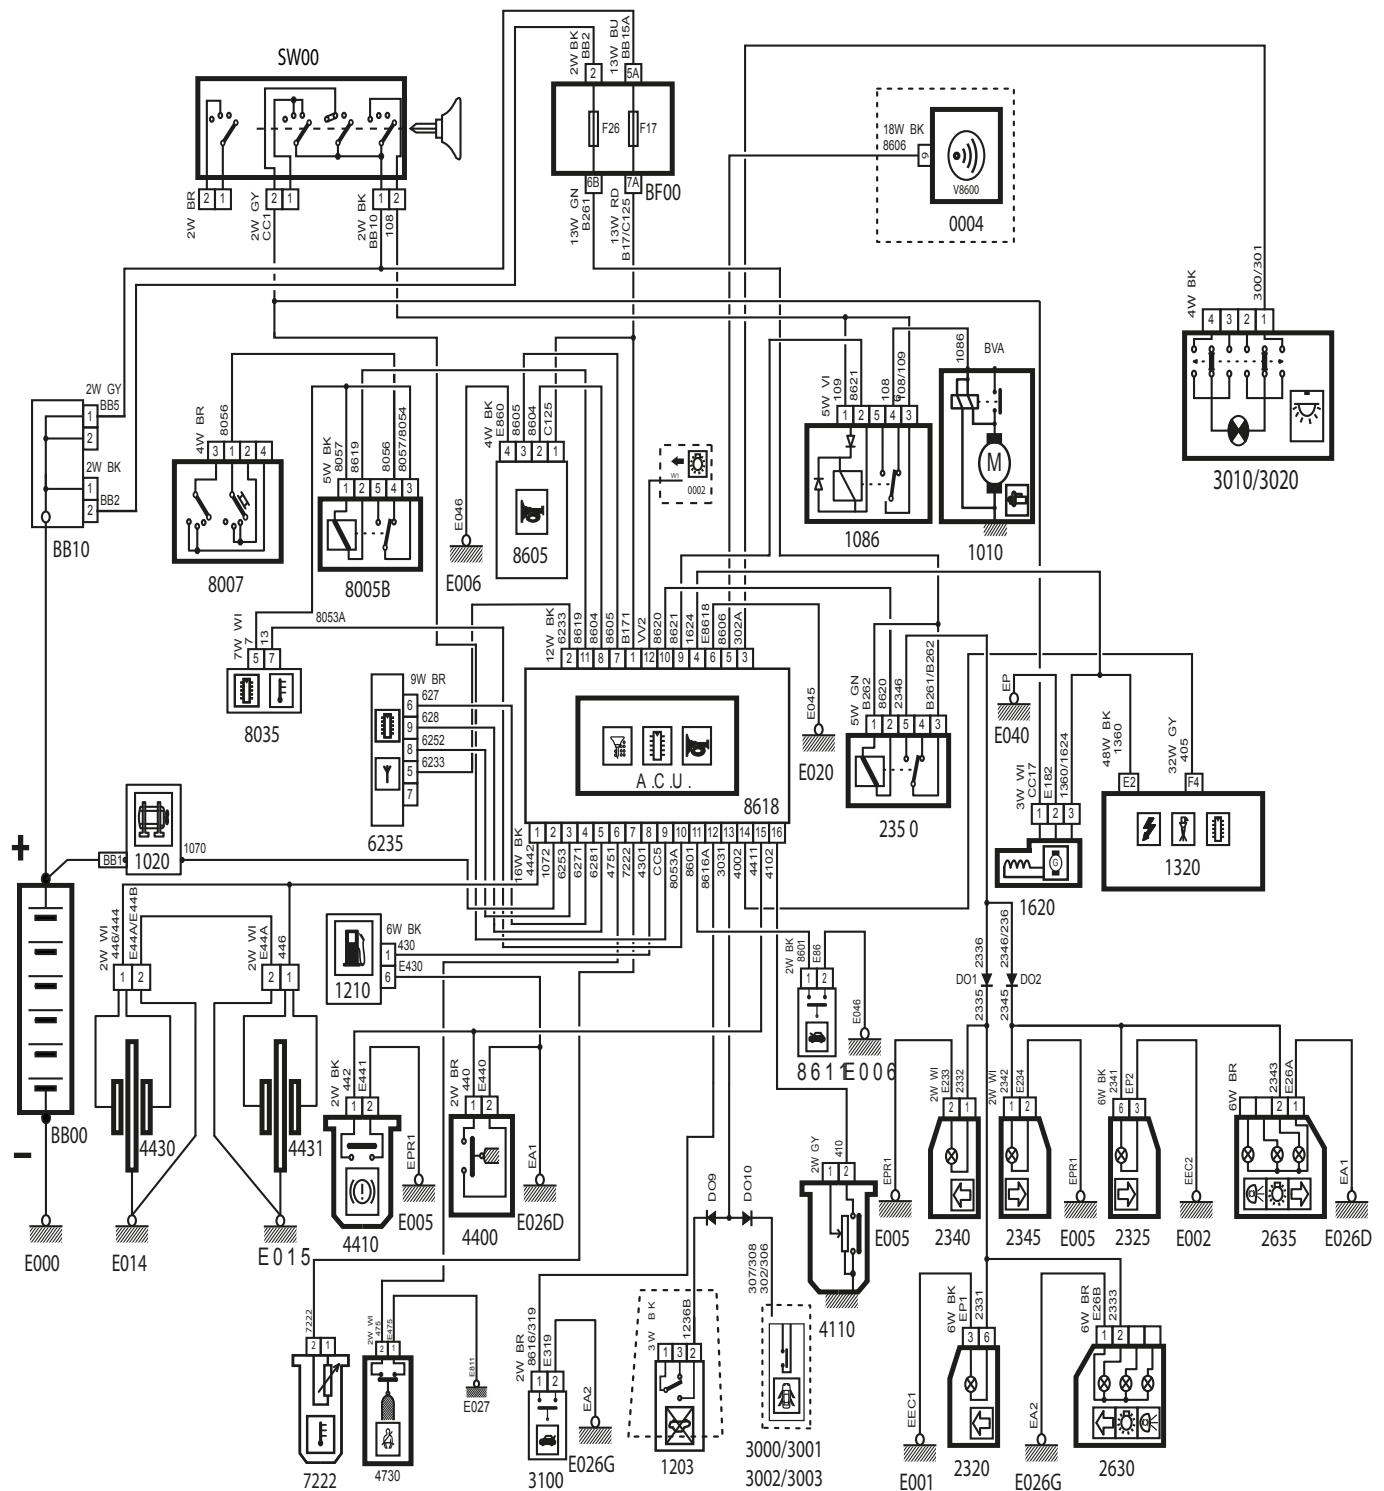 SW00
2W BR
2 1
2W GY
CC1
2 1
2W BK
BB10
108
1 2
2W BK
BB2
13W BU
BB15A
2 5A
F26 F17
6B 7A
BF00
13W GN
B261
13W RD
B17/C125
18W BK
8606
9
V8600
0004
4W BK
300/301
4 3 2 1
3010/3020
2W GY
BB5
1
2
2W BK
1
BB2
2
BB10
4W BR
8056
3 1 2 4
8007
5W BK
8057
8619
8056
8057/8054
1 2 5 4 3
8005B
E046
E006
4W BK
E860
8605
8604
C125
4 3 2 1
8605
WI
0002
5W VI
109
8621
108
108/109
1 2 5 4 3
1086
1086
BVA
M
1010
7W WI
7
13
5 7
8035
8053A
9W BR
6 627
9 628
8 6252
5 6233
7
6235
12W BK
6233
8619
8604
8605
B171
VV2
8620
8621
1624
E8618
8606
302A
2 11 8 7 1 12 10 9 4 6 5 3
A.C.U.
8618
E045
E020
5W GN
B262
8620
2346
B261/B262
1 2 5 4 3
2350
EP
E040
3W WI
CC17
E182
1360/1624
1 2 3
G
1620
48W BK
1360
32W GY
405
E2 F4
1320
1 2 3 4 5 6 7 8 9 10 11 12 13 14 15 16
16W BK
4442
1072
6253
6271
6281
4751
7222
4301
CC5
8053A
8601
8616A
3031
4002
4411
4102
+
BB1
1020
1070
BB00
–
E000
2W WI
446/444
E44A/E44B
1 2
4430
E014
2W WI
E44A
446
2 1
4431
E015
1210
6W BK
430
1
E430
6
2W BK
442
E441
1 2
4410
EPR1
E005
2W BR
440
E440
1 2
4400
EA1
E026D
2W BK
8601
E86
1 2
8611
E046
E006
DO1
DO2
2336
2335
2346/236
2345
2W GY
410
1 2
4110
DO9
DO10
307/308
302/306
EPR1
E005
2W WI
E233
2332
2 1
2340
2W WI
2342
E234
1 2
2345
EPR1
E005
6W BK
2341
EP2
6 3
2325
EEC2
E002
6W BR
2343
E26A
2 1
2635
EA1
E026D
7222
2 1
7222
2W WI
475
E475
2 1
4730
E811
E027
2W BR
8616/319
E319
1 2
3100
EA2
E026G
3W BK
1236B
1 3 2
1203
3000/3001
3002/3003
EEC1
E001
6W BK
EP1
2331
3 6
2320
EA2
E026G
6W BR
E26B
2333
1 2
2630